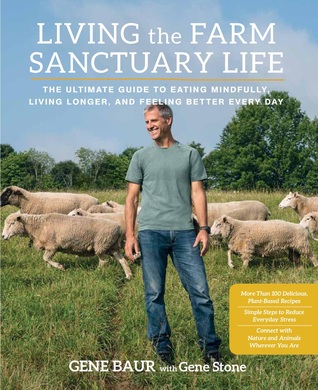 LIVING the FARM
SANCTUARY LIFE
THE ULTIMATE GUIDE TO EATING MINDFULLY,
LIVING LONGER, AND FEELING BETTER EVERY DAY
More Than 100 Delicious,
Plant-Based Recipes
Simple Steps to Reduce
Everyday Stress
Connect with
Nature and Animals
Wherever You Are
GENE BAUR with Gene Stone